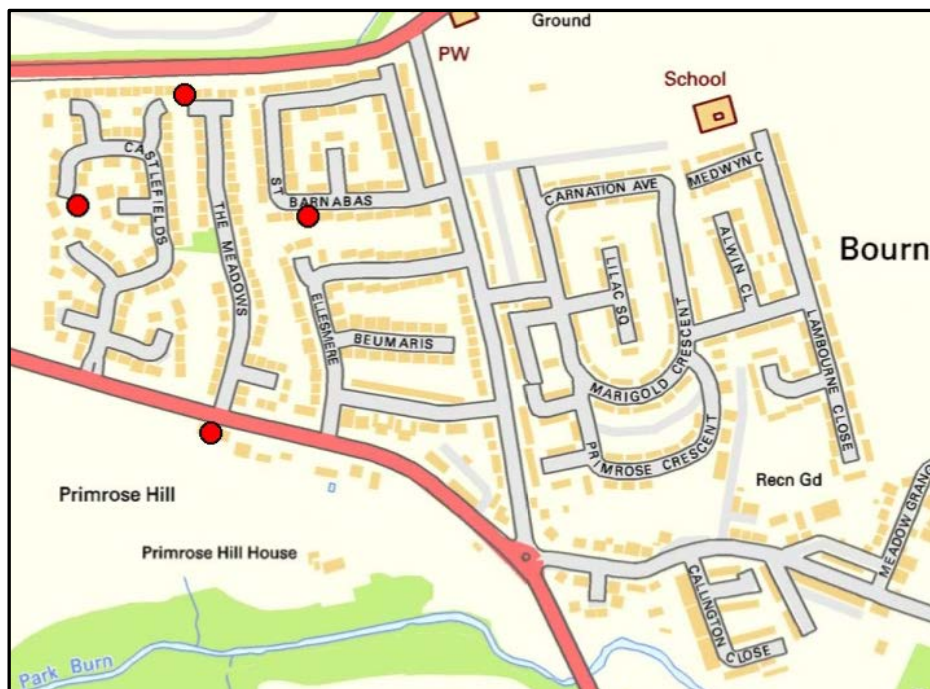 Ground
PW
School
CASTLEFIELDS
THE MEADOWS
ST BARNABAS
MEDWYN C
CARNATION AVE
ALWIN CL
Bourn
LILAC SQ
ELLESMERE
BEUMARIS
MARIGOLD CRESCENT
LAMBOURNE CLOSE
PRIMROSE CRESCENT
Primrose Hill
Recn Gd
MEADOW GRANG
Primrose Hill House
CALLINGTON CLOSE
Park Burn